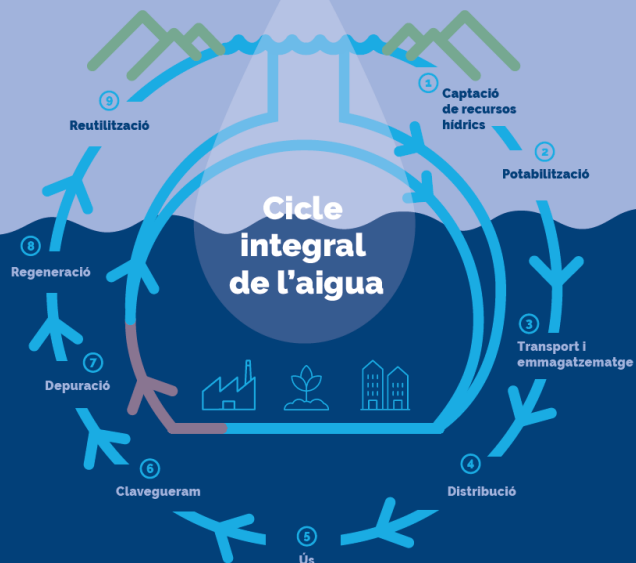 Cicle
integral
de l'aigua
1
Captació
de recursos
hídrics
2
Potabilització
3
Transport i
emmagatzematge
4
Distribució
5
Ús
6
Clavegueram
7
Depuració
8
Regeneració
9
Reutilització